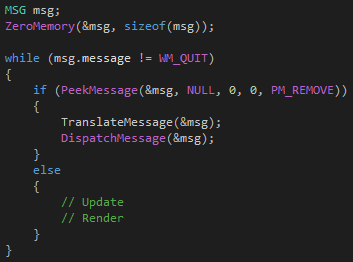 MSG msg;
ZeroMemory(&msg, sizeof(msg));

while (msg.message != WM_QUIT)
{
    if (PeekMessage(&msg, NULL, 0, 0, PM_REMOVE))
    {
        TranslateMessage(&msg);
        DispatchMessage(&msg);
    }
    else
    {
        // Update
        // Render
    }
}